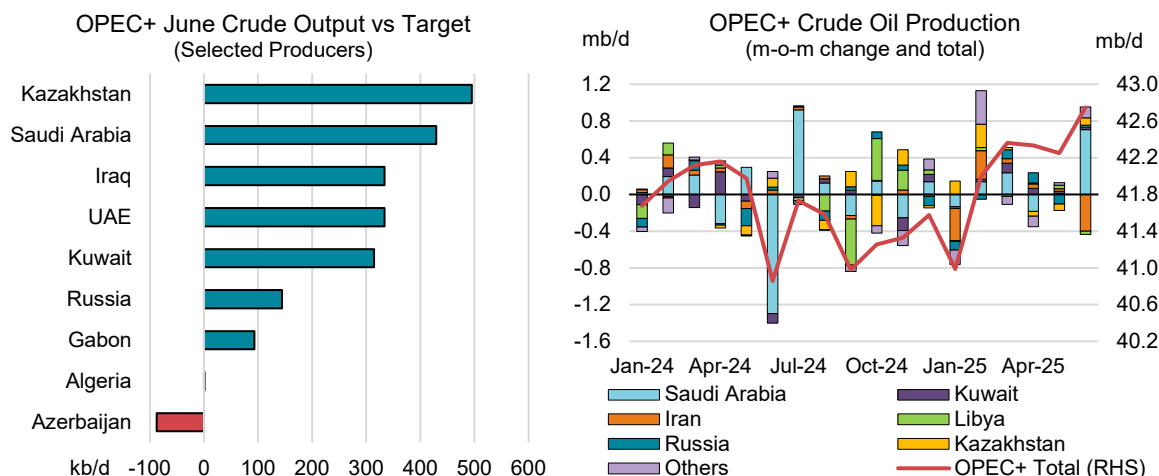 OPEC+ June Crude Output vs Target
(Selected Producers)
Kazakhstan
Saudi Arabia
Iraq
UAE
Kuwait
Russia
Gabon
Algeria
Azerbaijan
kb/d -100 0 100 200 300 400 500 600
OPEC+ Crude Oil Production
(m-o-m change and total)
mb/d
mb/d
1.2
0.8
0.4
0.0
-0.4
-0.8
-1.2
-1.6
43.0
42.6
42.2
41.8
41.4
41.0
40.6
40.2
Jan-24 Apr-24 Jul-24 Oct-24 Jan-25 Apr-25
Saudi Arabia Kuwait
Iran Libya
Russia Kazakhstan
Others OPEC+ Total (RHS)